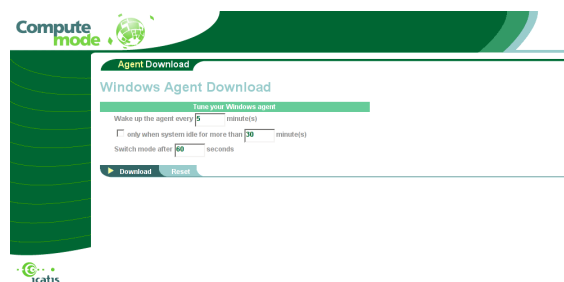 Compute
mode
Agent Download
Windows Agent Download
Tune your Windows agent
Wake up the agent every 5 minute(s)
only when system idle for more than 30 minute(s)
Switch mode after 60 seconds
Download Reset
icatis